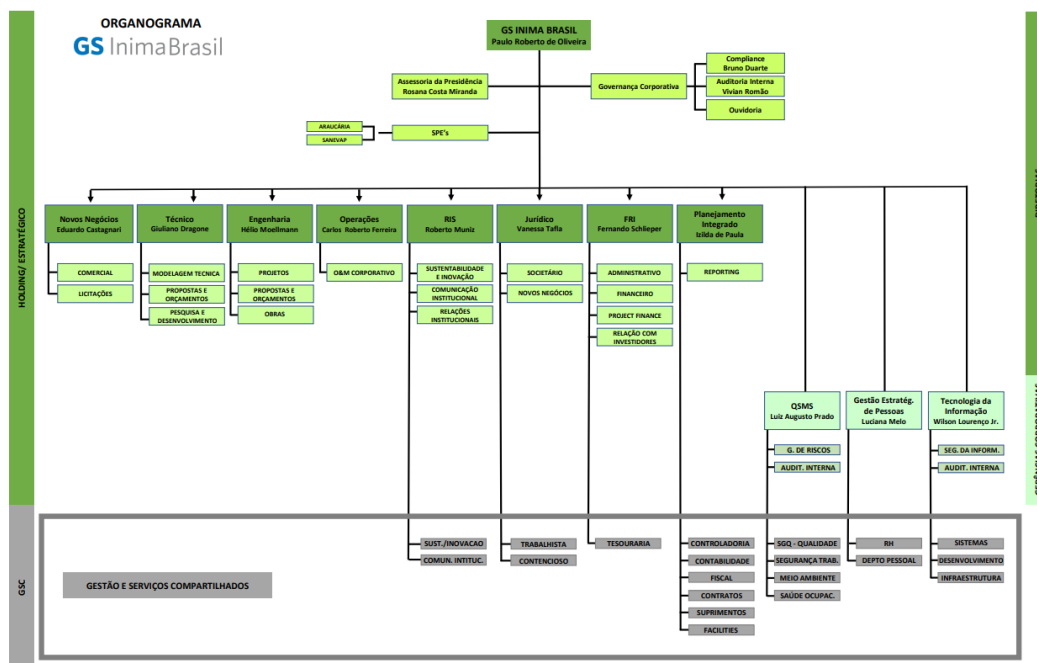 ORGANOGRAMA
GS InimaBrasil
GS INIMA BRASIL
Paulo Roberto de Oliveira
Assessoria da Presidência
Rosana Costa Miranda
Governança Corporativa
Compliance
Bruno Duarte
Auditoria Interna
Vivian Romão
Ouvidoria
ARAUCÁRIA
SANEVAP
SPE's
HOLDING/ ESTRATÉGICO
Novos Negócios
Eduardo Castagnari
COMERCIAL
LICITAÇÕES
Técnico
Giuliano Dragone
MODELAGEM TECNICA
PROPOSTAS E
ORÇAMENTOS
PESQUISA E
DESENVOLVIMENTO
Engenharia
Hélio Moellmann
PROJETOS
PROPOSTAS E
ORÇAMENTOS
OBRAS
Operações
Carlos Roberto Ferreira
O&M CORPORATIVO
RIS
Roberto Muniz
SUSTENTABILIDADE
E INOVAÇÃO
COMUNICAÇÃO
INSTITUCIONAL
RELAÇÕES
INSTITUCIONAIS
Jurídico
Vanessa Tafla
SOCIETÁRIO
NOVOS NEGÓCIOS
FRI
Fernando Schlieper
ADMINISTRATIVO
FINANCEIRO
PROJECT FINANCE
RELAÇÃO COM
INVESTIDORES
Planejamento
Integrado
Izilda de Paula
REPORTING
QSMS
Luiz Augusto Prado
G. DE RISCOS
AUDIT. INTERNA
Gestão Estratég.
de Pessoas
Luciana Melo
Tecnologia da
Informação
Wilson Lourenço Jr.
SEG. DA INFORM.
AUDIT. INTERNA
GSC
GESTÃO E SERVIÇOS COMPARTILHADOS
SUST./INOVACAO
COMUN. INTITUC.
TRABALHISTA
CONTENCIOSO
TESOURARIA
CONTROLADORIA
CONTABILIDADE
FISCAL
CONTRATOS
SUPRIMENTOS
FACILITIES
SGQ - QUALIDADE
SEGURANÇA TRAB.
MEIO AMBIENTE
SAÚDE OCUPAC.
RH
DEPTO PESSOAL
SISTEMAS
DESENVOLVIMENTO
INFRAESTRUTURA